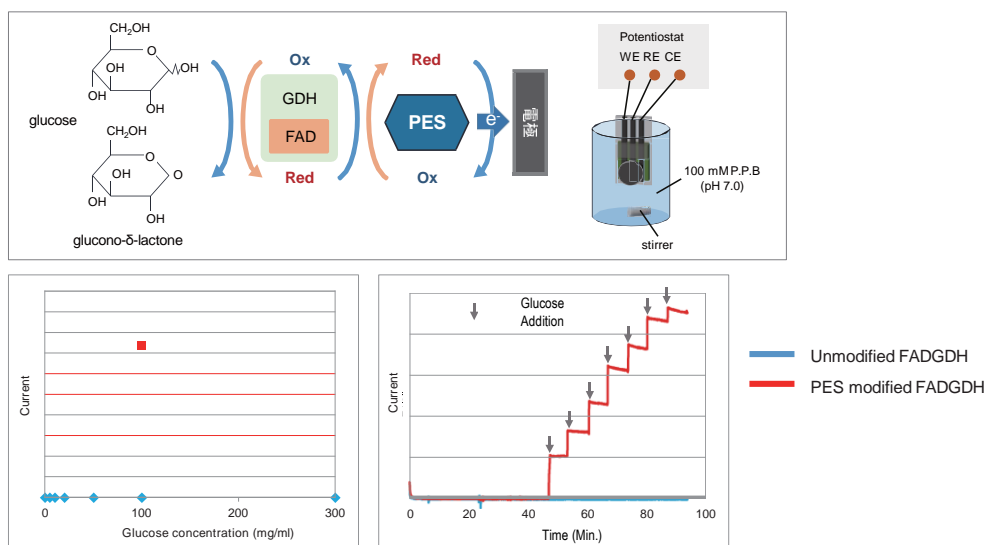 CH₂OH
O
OH
OH
OH
OH
glucose
CH₂OH
O
O
OH
OH
OH
glucono-δ-lactone
Ox
GDH
FAD
Red
Red
PES
Ox
e⁻
電極
Potentiostat
WE RE CE
100 mM P.P.B
(pH 7.0)
stirrer
Current
0
100
200
300
Glucose concentration (mg/ml)
Glucose
Addition
Current
0
20
40
60
80
100
Time (Min.)
Unmodified FADGDH
PES modified FADGDH